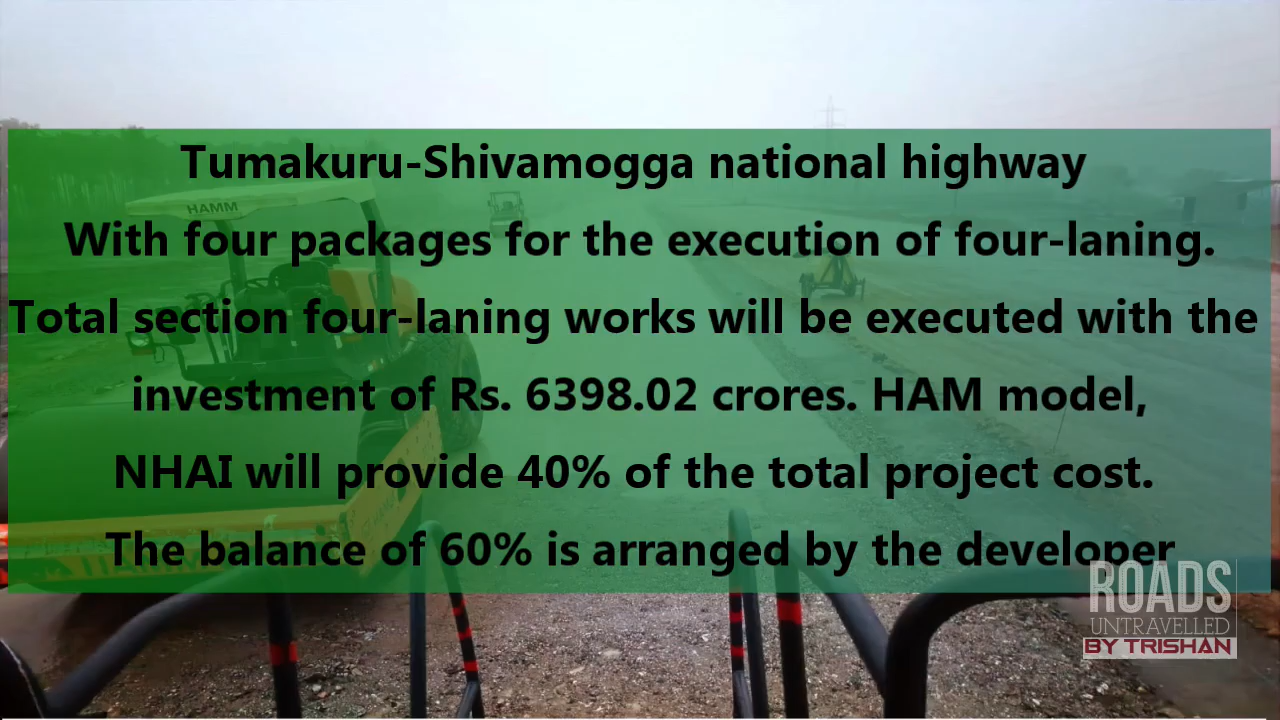 Tumakuru-Shivamogga national highway
HAMM
With four packages for the execution of four-laning.
Total section four-laning works will be executed with the
investment of Rs. 6398.02 crores. HAM model,
NHAI will provide 40% of the total project cost.
The balance of 60% is arranged by the developer
HAMM
ROADS
UNTRAVELLED
BY TRISHAN